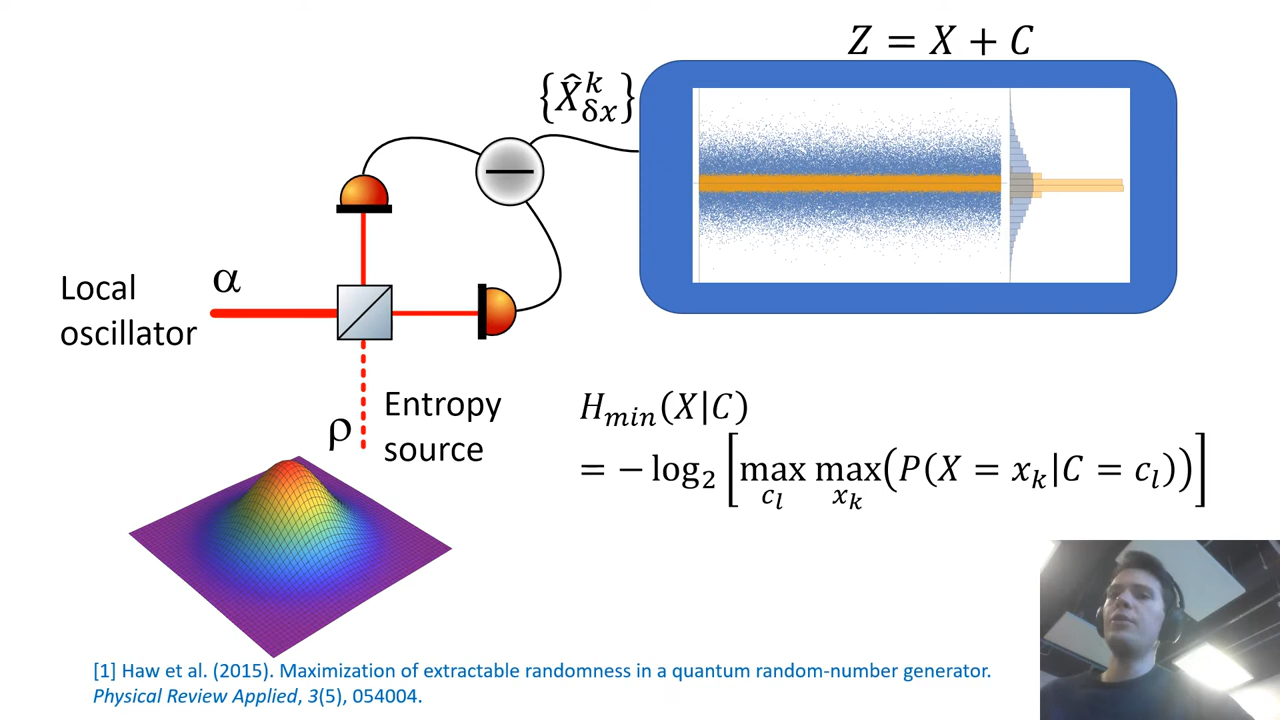 Z = X + C
{X̂ᵏ_δx}
α
Local
oscillator
Entropy
source
ρ
H_min(X|C)
= − log₂ [max_{c_l} max_{x_k} (P(X = x_k|C = c_l))]
[1] Haw et al. (2015). Maximization of extractable randomness in a quantum random-number generator.
Physical Review Applied, 3(5), 054004.